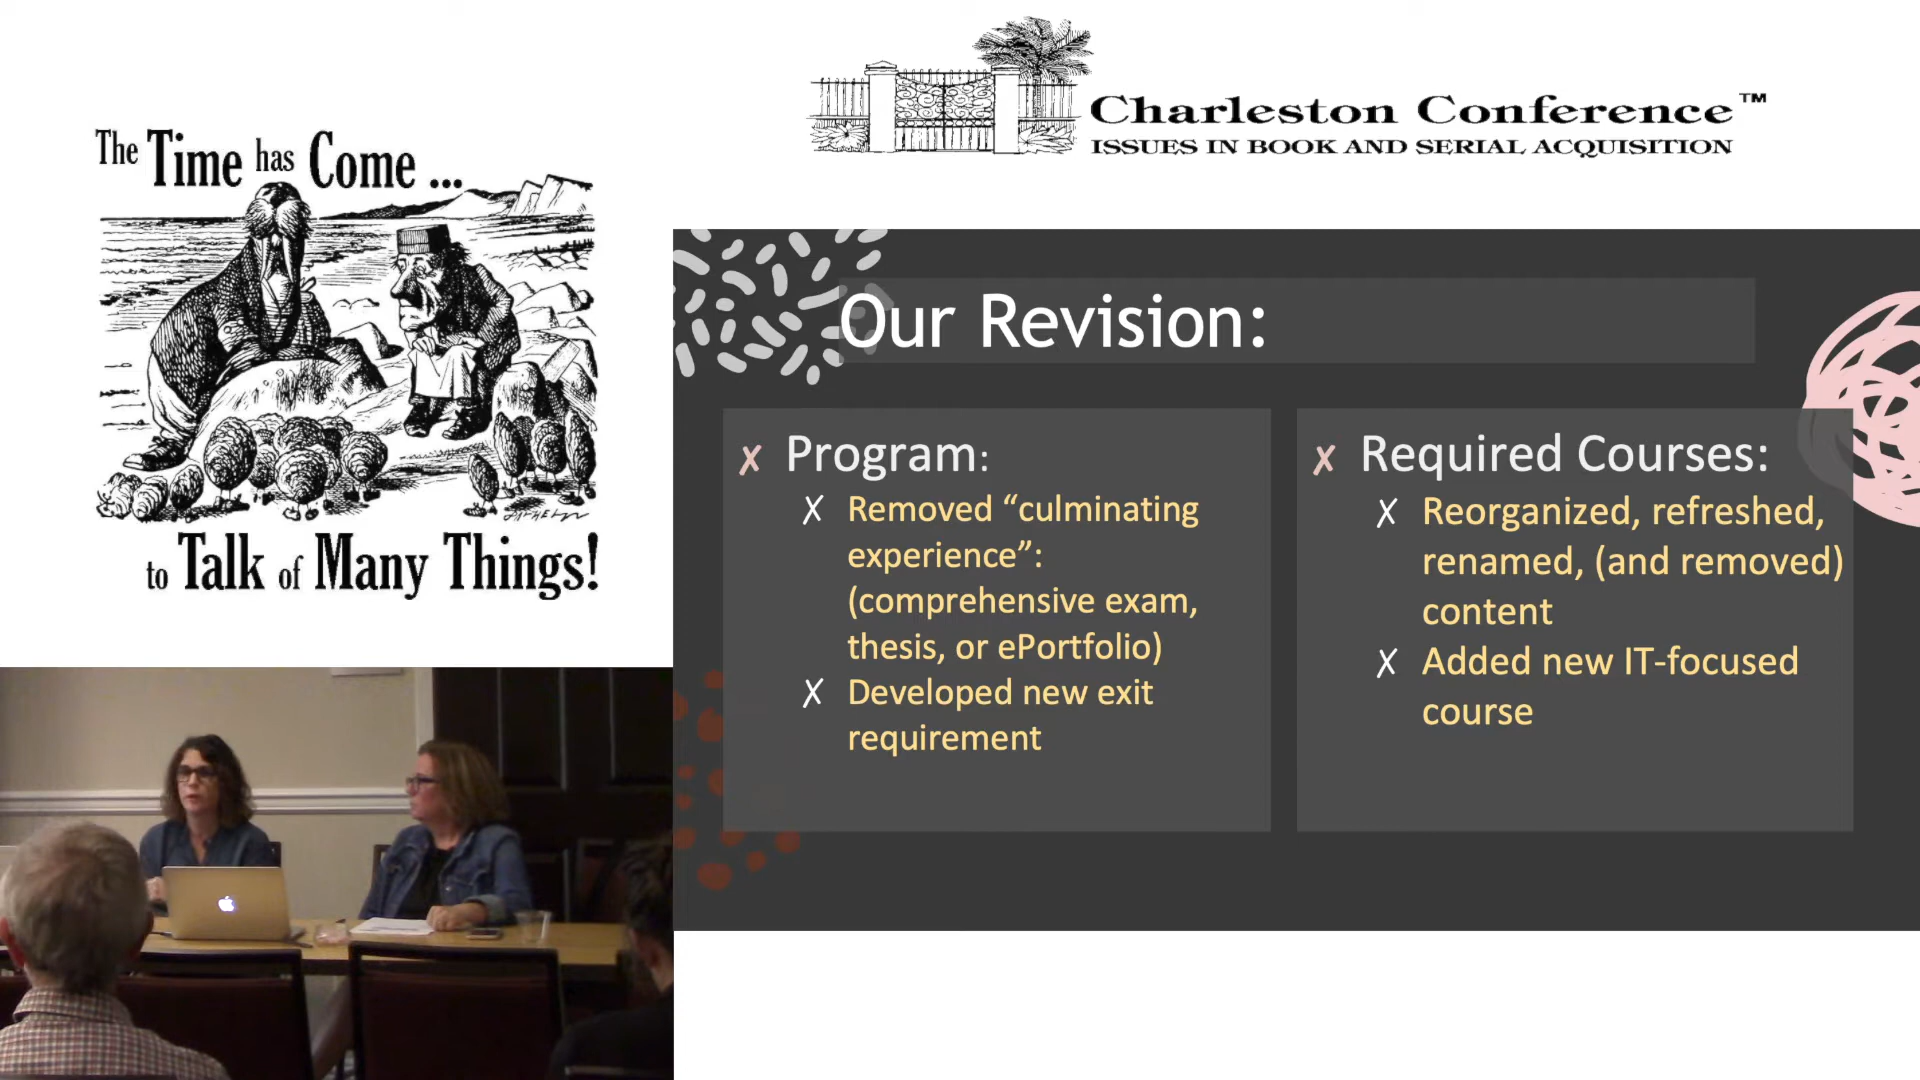 The Time has Come ...
to Talk of Many Things!
Charleston Conference™
ISSUES IN BOOK AND SERIAL ACQUISITION
Our Revision:
✗ Program:
✗ Removed “culminating
experience”:
(comprehensive exam,
thesis, or ePortfolio)
✗ Developed new exit
requirement
✗ Required Courses:
✗ Reorganized, refreshed,
renamed, (and removed)
content
✗ Added new IT-focused
course